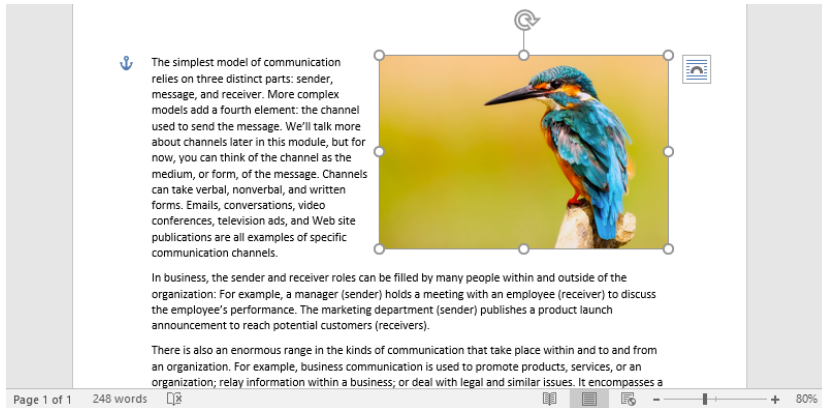 The simplest model of communication
relies on three distinct parts: sender,
message, and receiver. More complex
models add a fourth element: the channel
used to send the message. We'll talk more
about channels later in this module, but for
now, you can think of the channel as the
medium, or form, of the message. Channels
can take verbal, nonverbal, and written
forms. Emails, conversations, video
conferences, television ads, and Web site
publications are all examples of specific
communication channels.
In business, the sender and receiver roles can be filled by many people within and outside of the
organization: For example, a manager (sender) holds a meeting with an employee (receiver) to discuss
the employee's performance. The marketing department (sender) publishes a product launch
announcement to reach potential customers (receivers).
There is also an enormous range in the kinds of communication that take place within and to and from
an organization. For example, business communication is used to promote products, services, or an
organization; relay information within a business; or deal with legal and similar issues. It encompasses a
Page 1 of 1 248 words 80%